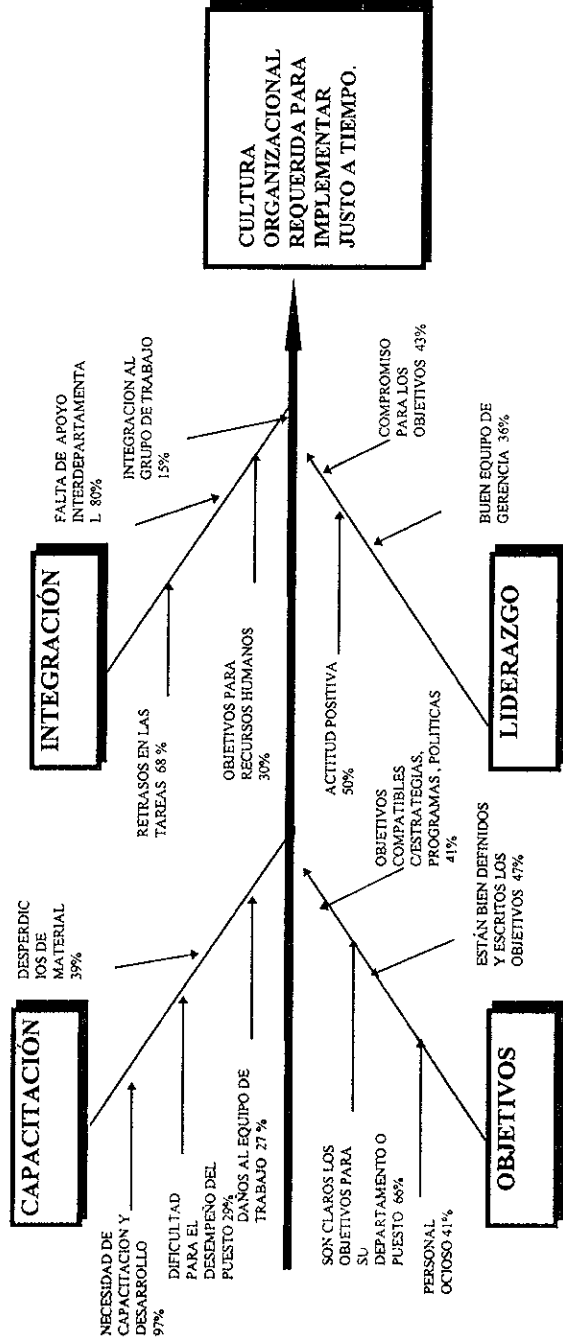 CAPACITACIÓN
NECESIDAD DE
CAPACITACION Y
DESARROLLO
97%
DESPERDIC
IOS DE
MATERIAL
39%
DIFICULTAD
PARA EL
DESEMPEÑO DEL
PUESTO 29%
DAÑOS AL EQUIPO DE
TRABAJO 27 %
INTEGRACIÓN
FALTA DE APOYO
INTERDEPARTAMENTA
L 80%
RETRASOS EN LAS
TAREAS 68 %
INTEGRACION AL
GRUPO DE TRABAJO
15%
OBJETIVOS PARA
RECURSOS HUMANOS
30%
CULTURA
ORGANIZACIONAL
REQUERIDA PARA
IMPLEMENTAR
JUSTO A TIEMPO.
SON CLAROS LOS
OBJETIVOS PARA
SU
DEPARTAMENTO O
PUESTO 66%
OBJETIVOS
COMPATIBLES
C/ESTRATEGIAS,
PROGRAMAS , POLITICAS
41%
PERSONAL
OCIOSO 41%
ESTÁN BIEN DEFINIDOS
Y ESCRITOS LOS
OBJETIVOS 47%
OBJETIVOS
ACTITUD POSITIVA
50%
COMPROMISO
PARA LOS
OBJETIVOS 43%
BUEN EQUIPO DE
GERENCIA 36%
LIDERAZGO